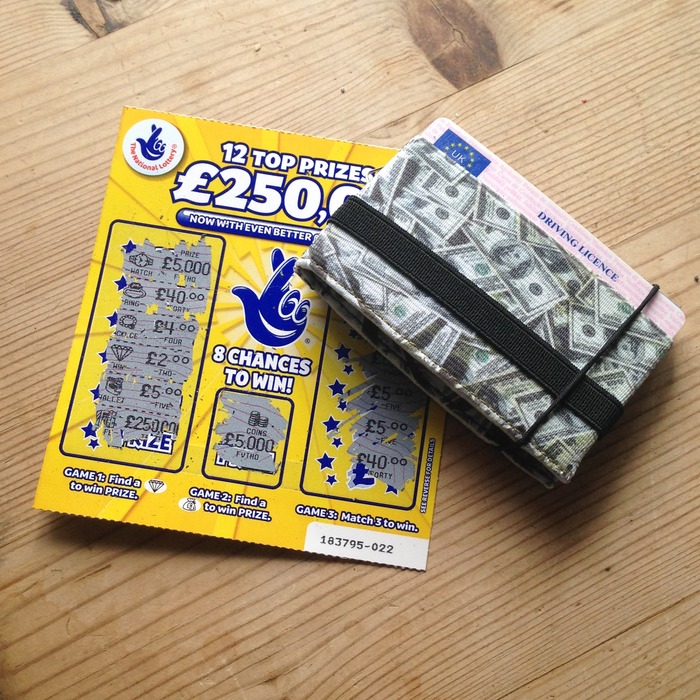 The National Lottery®
12 TOP PRIZES
£250,0
NOW WITH EVEN BETTER
PRIZE
£5,000
WATCH FVTHO
£40.00
RING
£4
FOUR
£2.00
TWO
£5.00
FIVE
£250,000
PRIZE
8 CHANCES
TO WIN!
COINS
£5,000
FVTHO
£5.00
FIVE
£5.00
FIVE
£40.00
FORTY
GAME 1: Find a
to win PRIZE.
GAME 2: Find a
to win PRIZE.
GAME 3: Match 3 to win.
SEE REVERSE FOR DETAILS
183795-022
UK
DRIVING LICENCE